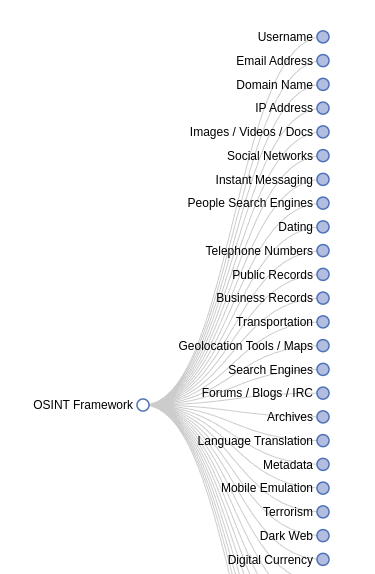 Username
Email Address
Domain Name
IP Address
Images / Videos / Docs
Social Networks
Instant Messaging
People Search Engines
Dating
Telephone Numbers
Public Records
Business Records
Transportation
Geolocation Tools / Maps
Search Engines
Forums / Blogs / IRC
OSINT Framework
Archives
Language Translation
Metadata
Mobile Emulation
Terrorism
Dark Web
Digital Currency